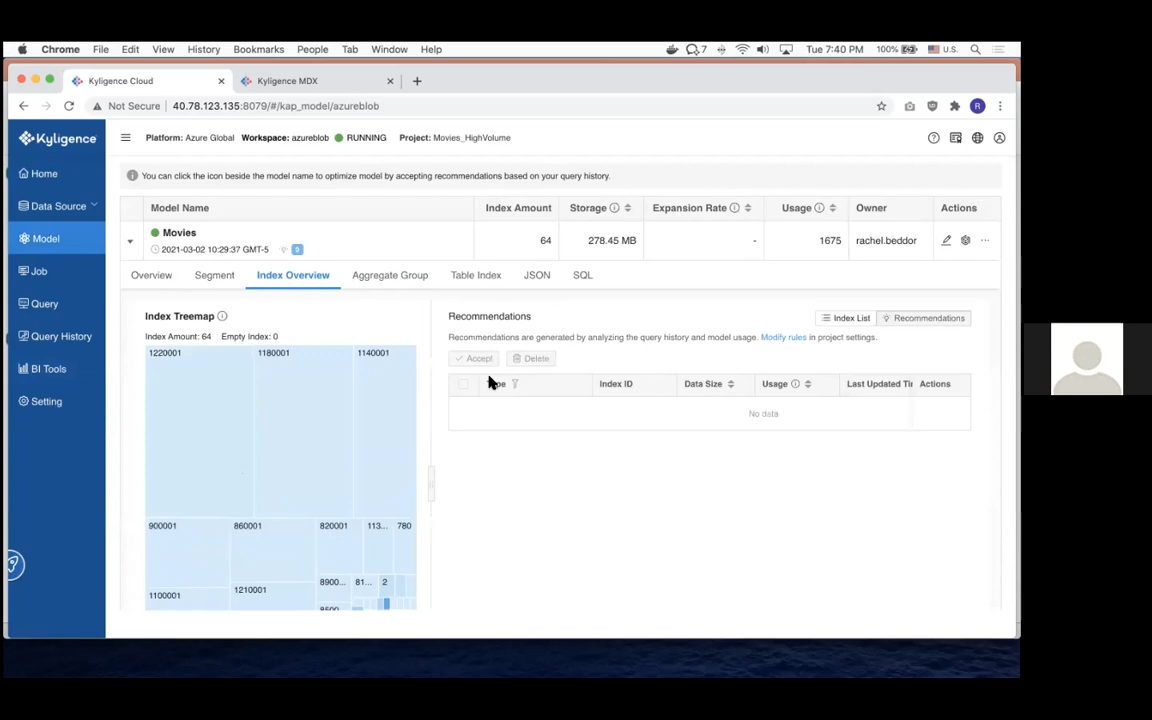 Chrome File Edit View History Bookmarks People Tab Window Help 7 Tue 7:40 PM 100% U.S.
Kyligence Cloud Kyligence MDX
Not Secure 40.78.123.135:8079/#/kap_model/azureblob R
Kyligence Platform: Azure Global Workspace: azureblob RUNNING Project: Movies_HighVolume
Home
Data Source
Model
Job
Query
Query History
BI Tools
Setting
You can click the icon beside the model name to optimize model by accepting recommendations based on your query history.
Model Name Index Amount Storage Expansion Rate Usage Owner Actions
Movies
2021-03-02 10:29:37 GMT-5 9
64 278.45 MB - 1675 rachel.beddor
Overview Segment Index Overview Aggregate Group Table Index JSON SQL
Index Treemap
Index Amount: 64 Empty Index: 0
1220001 1180001 1140001
900001 860001 820001 113... 780
8900... 81... 2
1100001 1210001
Recommendations
Index List Recommendations
Recommendations are generated by analyzing the query history and model usage. Modify rules in project settings.
Accept Delete
Index ID Data Size Usage Last Updated Tir Actions
No data